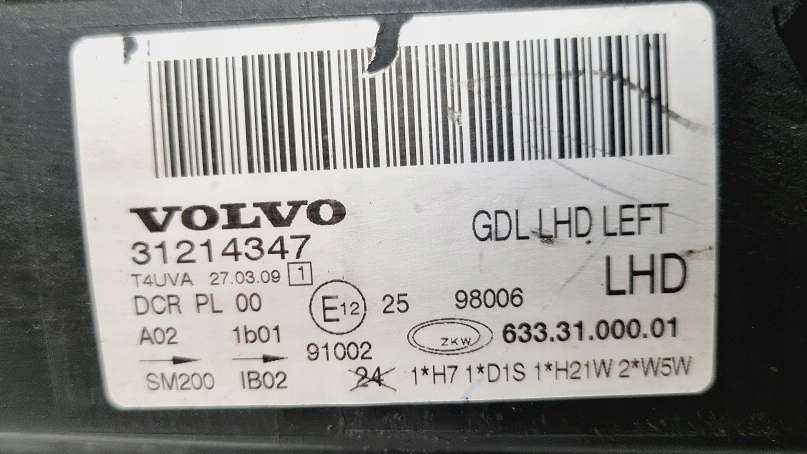 VOLVO
31214347
GDL LHD LEFT
LHD
T4UVA 27.03.09 1
DCR PL 00
E12 25 98006
A02 1b01
91002
ZKW 633.31.000.01
SM200 IB02
24 1*H7 1*D1S 1*H21W 2*W5W